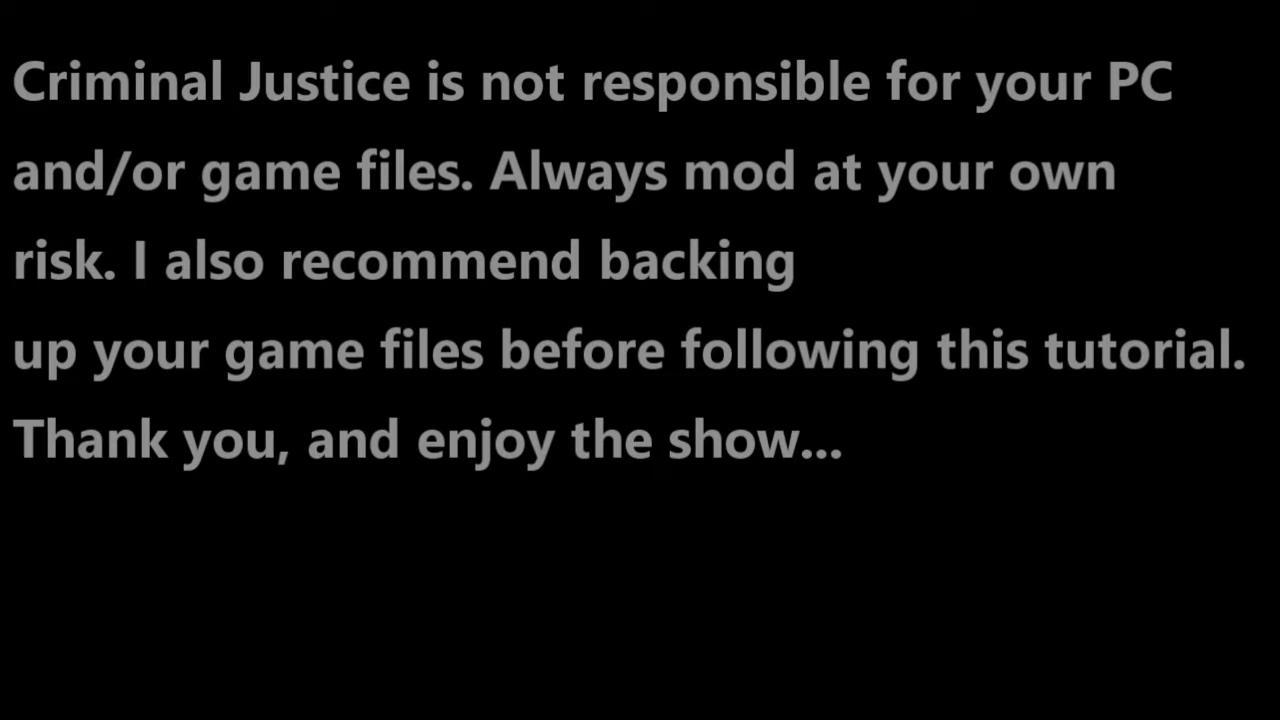 Criminal Justice is not responsible for your PC
and/or game files. Always mod at your own
risk. I also recommend backing
up your game files before following this tutorial.
Thank you, and enjoy the show...